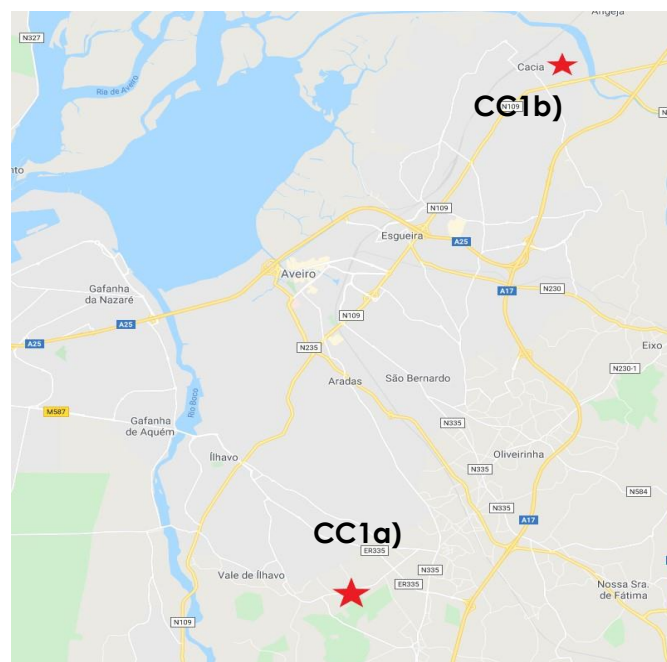 Angeja
N327
Cacia
Ria de Aveiro
CC1b)
N109
N109
Esgueira
A25
Aveiro
Gafanha
da Nazaré
A17
N230
N109
A25
A25
N235
Eixo
Aradas
São Bernardo
N230-1
M587
Rio Boco
Gafanha
de Aquém
N335
Ílhavo
Oliveirinha
N335
N584
N335
A17
CC1a)
ER335
Vale de Ílhavo
N335
ER335
Nossa Sra.
de Fátima
N109